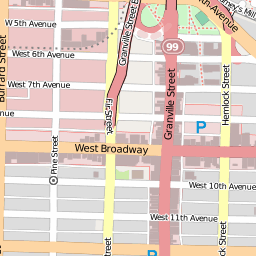 W 5th Avenue
West 6th Avenue
West 7th Avenue
Burrard Street
Pine Street
Fir Street
Granville Street
99
Granville Street
Hemlock Street
Avenue
P
West Broadway
West 10th Avenue
West 11th Avenue
P